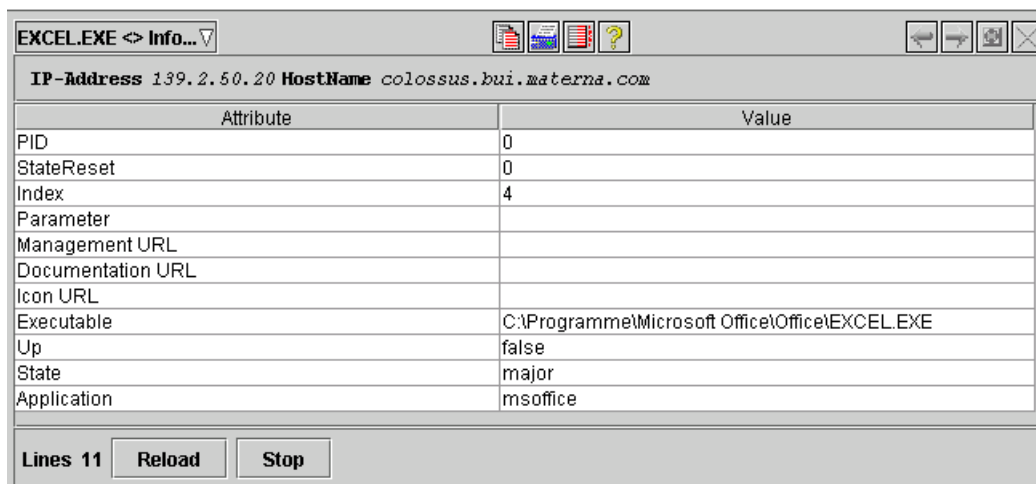 EXCEL.EXE <> Info...
IP-Address 139.2.50.20 HostName colossus.bui.materna.com
Attribute Value
PID 0
StateReset 0
Index 4
Parameter
Management URL
Documentation URL
Icon URL
Executable C:\Programme\Microsoft Office\Office\EXCEL.EXE
Up false
State major
Application msoffice
Lines 11 Reload Stop